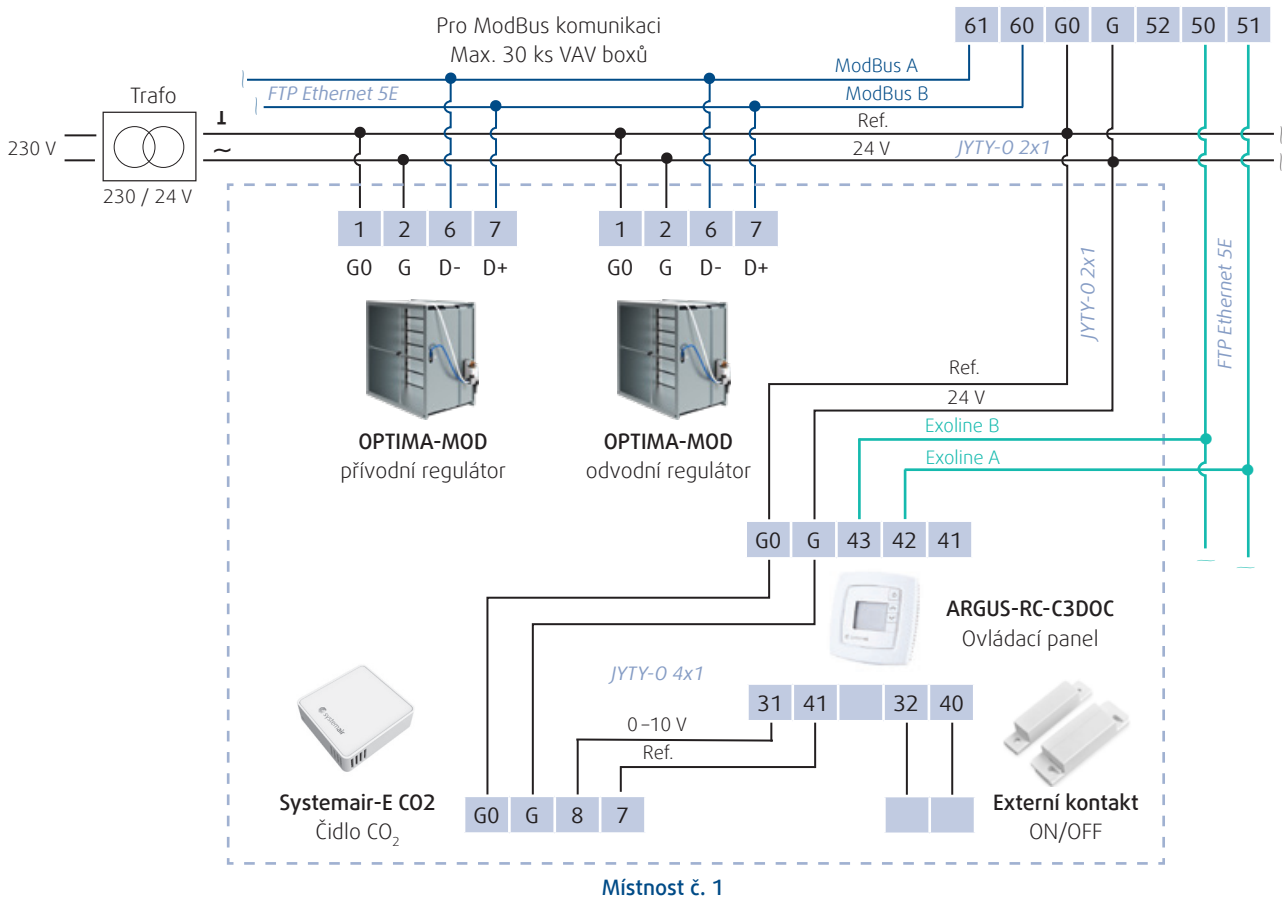 Pro ModBus komunikaci
Max. 30 ks VAV boxů
61 60 G0 G 52 50 51
ModBus A
FTP Ethernet 5E
ModBus B
Trafo
Ref.
230 V
~
24 V
JYTY-O 2x1
230 / 24 V
1 2 6 7
G0 G D- D+
1 2 6 7
G0 G D- D+
JYTY-O 2x1
FTP Ethernet 5E
OPTIMA-MOD
přívodní regulátor
OPTIMA-MOD
odvodní regulátor
Ref.
24 V
Exoline B
Exoline A
G0 G 43 42 41
ARGUS-RC-C3DOC
Ovládací panel
JYTY-O 4x1
31 41 32 40
0–10 V
Ref.
systemair
Systemair-E CO2
Čidlo CO₂
G0 G 8 7
Externí kontakt
ON/OFF
Místnost č. 1